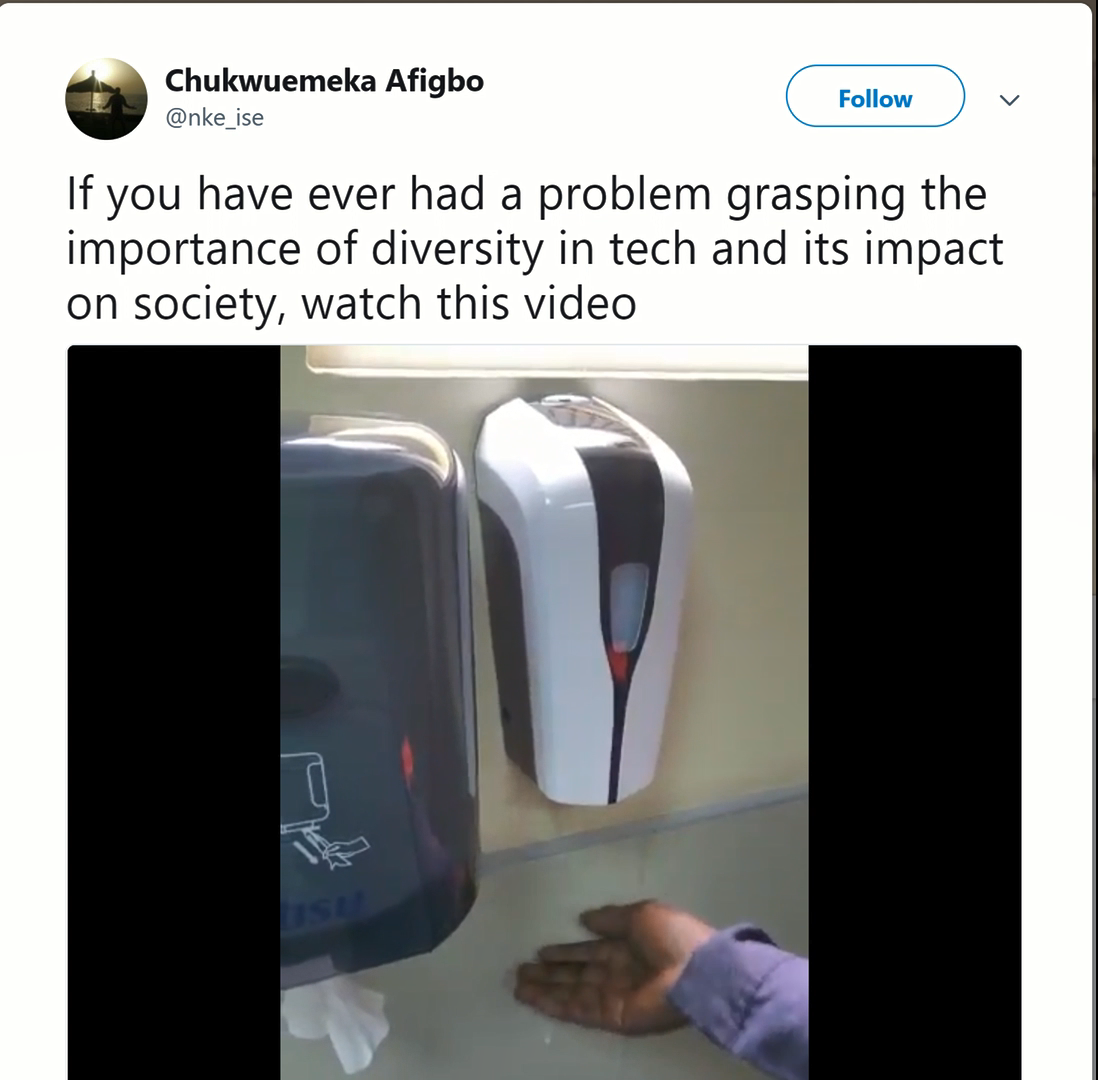 Chukwuemeka Afigbo
@nke_ise
Follow
If you have ever had a problem grasping the
importance of diversity in tech and its impact
on society, watch this video